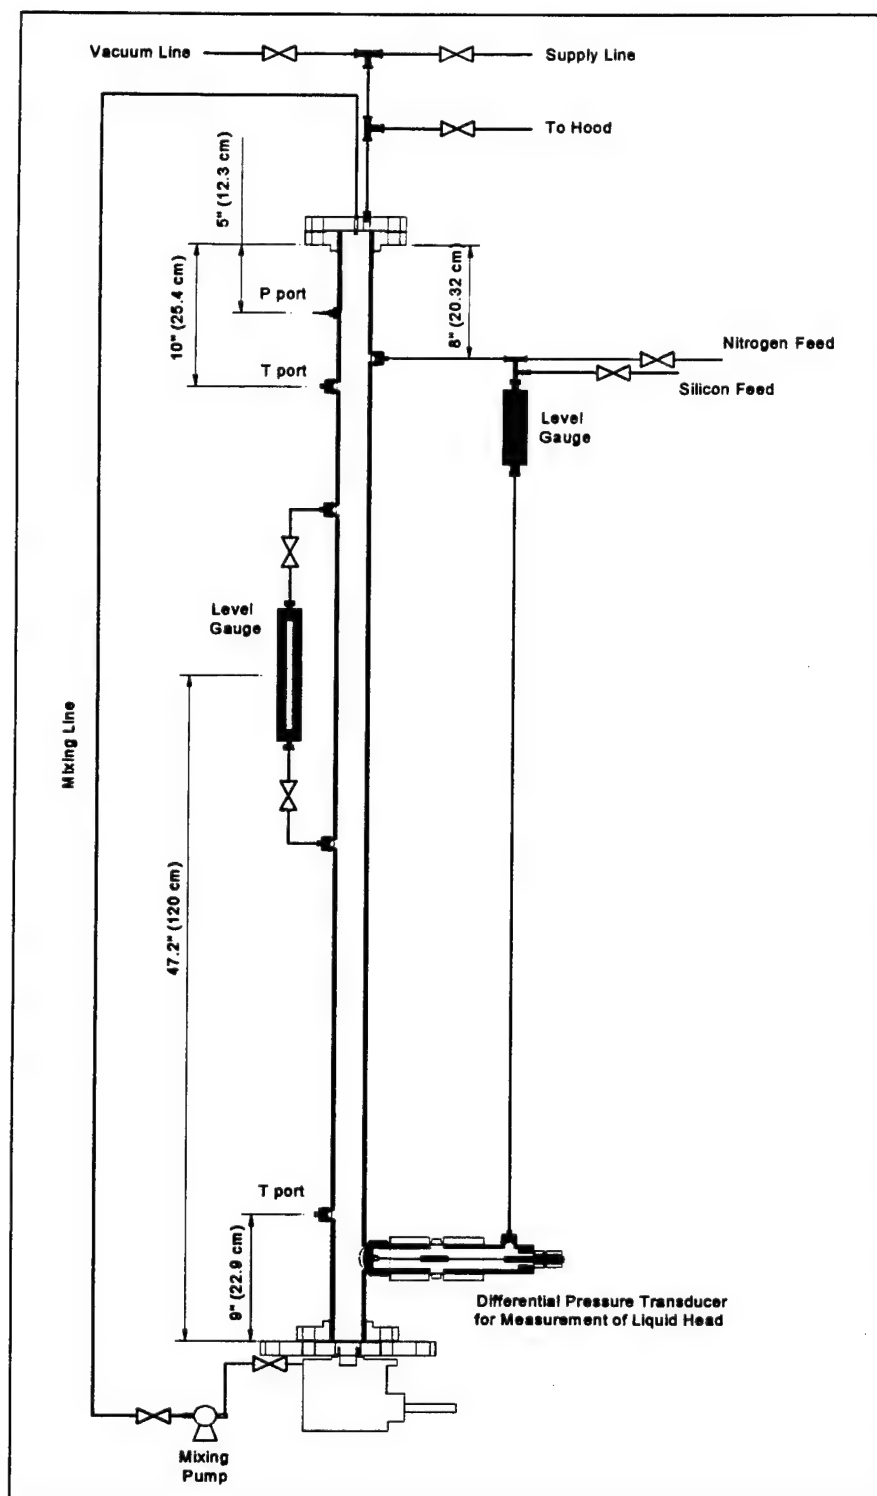 Vacuum Line
Supply Line
To Hood
5" (12.3 cm)
10" (25.4 cm)
P port
T port
8" (20.32 cm)
Nitrogen Feed
Silicon Feed
Level
Gauge
Level
Gauge
Mixing Line
47.2" (120 cm)
T port
9" (22.9 cm)
Differential Pressure Transducer
for Measurement of Liquid Head
Mixing
Pump